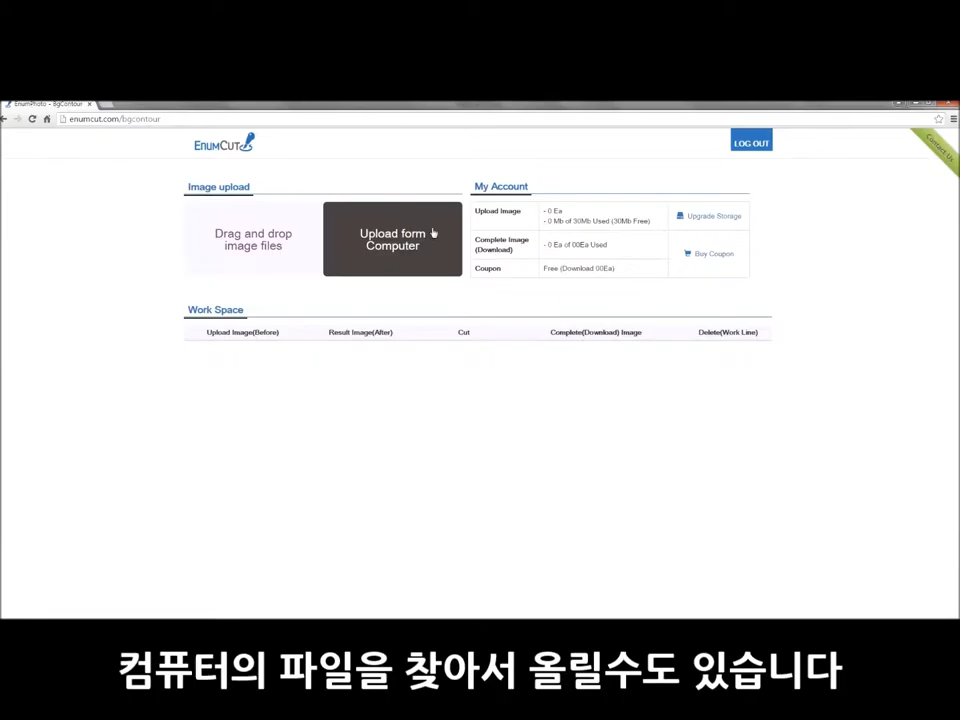 EnumPhoto - BgContour
enumcut.com/bgcontour
ENUMCUT
LOG OUT
Contact Us
Image upload
Drag and drop
image files
Upload form
Computer
My Account
Upload Image
- 0 Ea
- 0 Mb of 30Mb Used (30Mb Free)
Upgrade Storage
Complete Image
(Download)
- 0 Ea of 00Ea Used
Buy Coupon
Coupon
Free (Download 00Ea)
Work Space
Upload Image(Before) Result Image(After) Cut Complete(Download) Image Delete(Work Line)
컴퓨터의 파일을 찾아서 올릴수도 있습니다